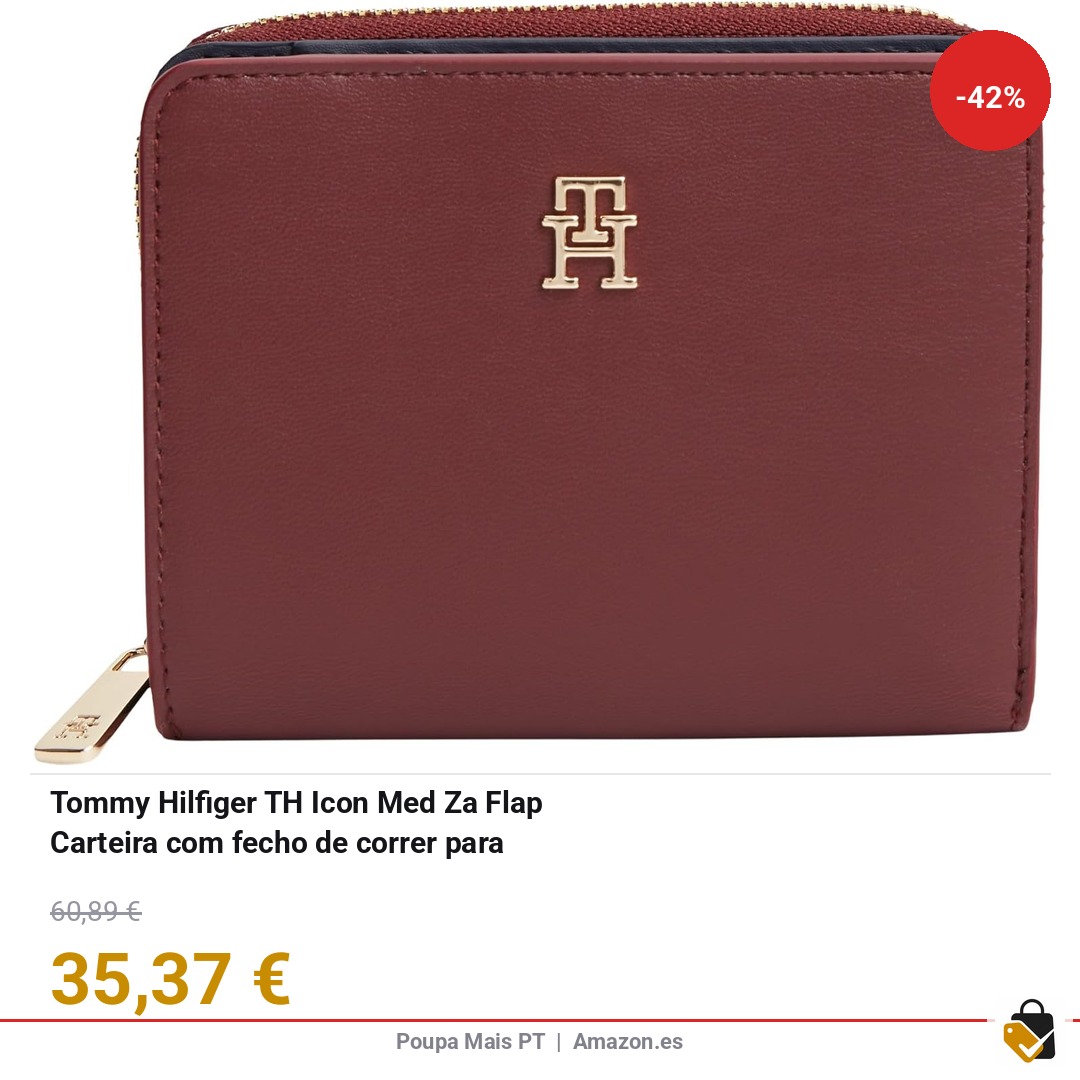 TH
-42%
TH
Tommy Hilfiger TH Icon Med Za Flap
Carteira com fecho de correr para
60,89 €
35,37 €
Poupa Mais PT | Amazon.es